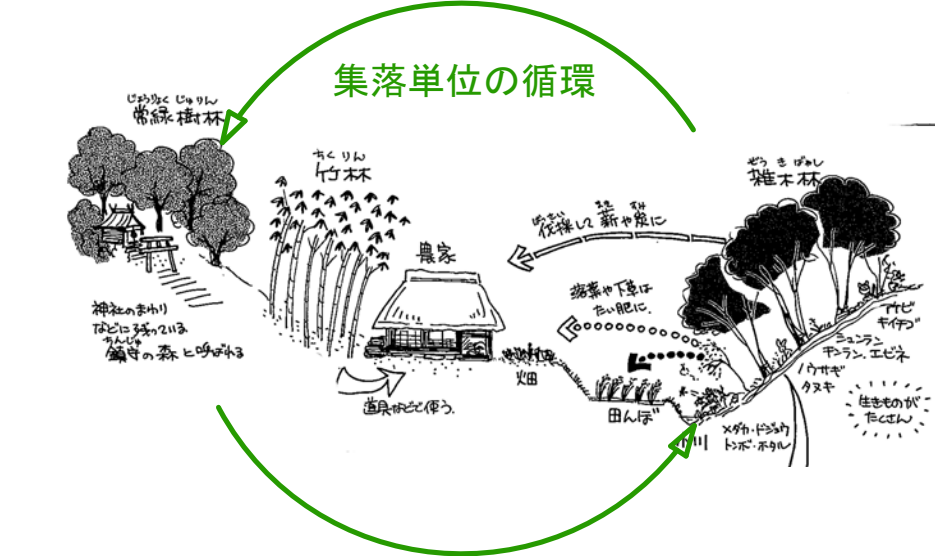 集落単位の循環
じょうりょくじゅりん
常緑樹林
ちくりん
竹林
ぞうきばやし
雑木林
ばっさい まき すみ
伐採して薪や炭に
農家
落葉や下草は
たい肥に.
神社のまわり
などに残っている
ちんじゅ
鎮守の森と呼ばれる
道具などで使う.
畑
田んぼ
小川
メダカ・ドジョウ
トンボ・ホタル
アケビ
キイチゴ
シュンラン
キンラン.エビネ
ノウサギ
タヌキ
生きものが
たくさん